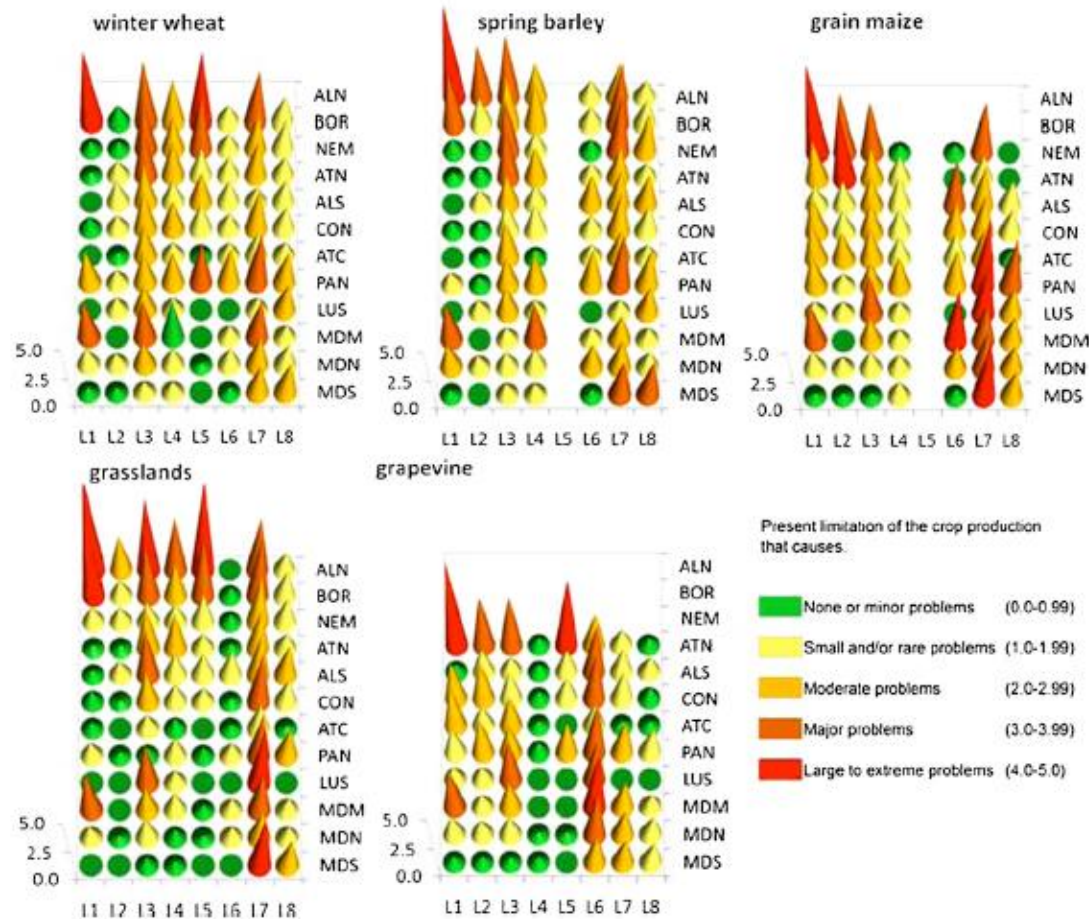 winter wheat
ALN
BOR
NEM
ATN
ALS
CON
ATC
PAN
LUS
MDM
MDN
MDS
5.0
2.5
0.0
L1 L2 L3 L4 L5 L6 L7 L8
spring barley
ALN
BOR
NEM
ATN
ALS
CON
ATC
PAN
LUS
MDM
MDN
MDS
5.0
2.5
0.0
L1 L2 L3 L4 L5 L6 L7 L8
grain maize
ALN
BOR
NEM
ATN
ALS
CON
ATC
PAN
LUS
MDM
MDN
MDS
5.0
2.5
0.0
L1 L2 L3 L4 L5 L6 L7 L8
grasslands
ALN
BOR
NEM
ATN
ALS
CON
ATC
PAN
LUS
MDM
MDN
MDS
5.0
2.5
0.0
L1 L2 L3 L4 L5 L6 L7 L8
grapevine
ALN
BOR
NEM
ATN
ALS
CON
ATC
PAN
LUS
MDM
MDN
MDS
5.0
2.5
0.0
L1 L2 L3 L4 L5 L6 L7 L8
Present limitation of the crop production
that causes.
None or minor problems (0.0-0.99)
Small and/or rare problems (1.0-1.99)
Moderate problems (2.0-2.99)
Major problems (3.0-3.99)
Large to extreme problems (4.0-5.0)